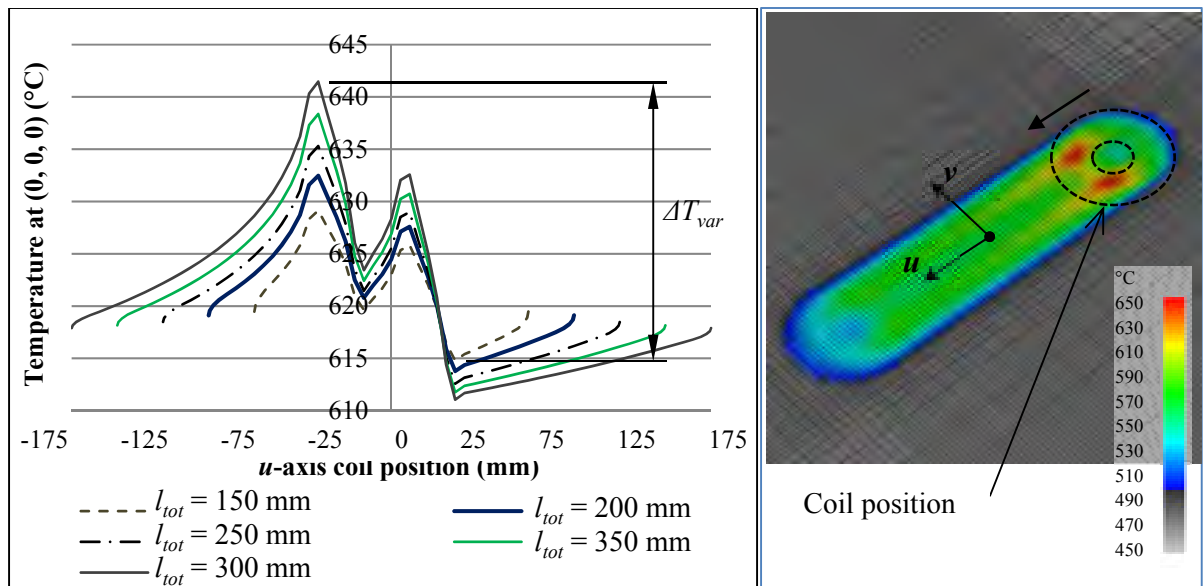 645
640
635
630
625
620
615
610
Temperature at (0, 0, 0) (°C)
ΔT_var
-175 -125 -75 -25 0 25 75 125 175
u-axis coil position (mm)
l_tot = 150 mm
l_tot = 200 mm
l_tot = 250 mm
l_tot = 350 mm
l_tot = 300 mm
v
u
Coil position
°C
650
630
610
590
570
550
530
510
490
470
450